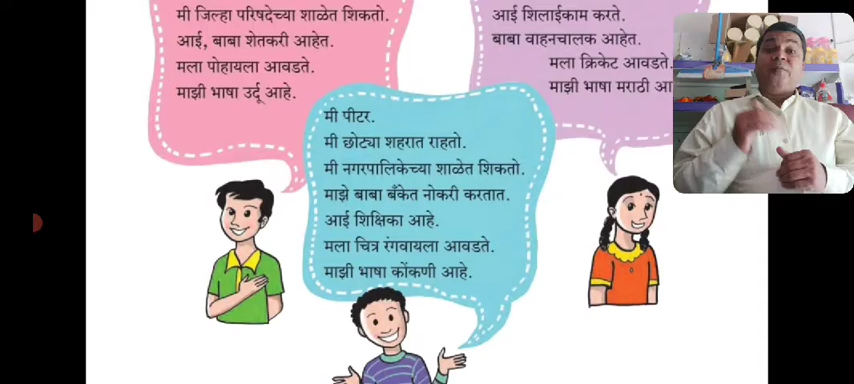 मी जिल्हा परिषदेच्या शाळेत शिकतो.
आई, बाबा शेतकरी आहेत.
मला पोहायला आवडते.
माझी भाषा उर्दू आहे.
आई शिलाईकाम करते.
बाबा वाहनचालक आहेत.
मला क्रिकेट आवडते.
माझी भाषा मराठी
मी पीटर.
मी छोट्या शहरात राहतो.
मी नगरपालिकेच्या शाळेत शिकतो.
माझे बाबा बँकेत नोकरी करतात.
आई शिक्षिका आहे.
मला चित्र रंगवायला आवडते.
माझी भाषा कोंकणी आहे.